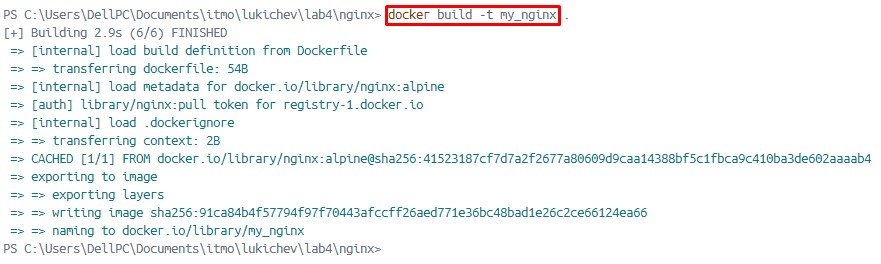 PS C:\Users\DellPC\Documents\itmo\lukichev\lab4\nginx> docker build -t my_nginx .
[+] Building 2.9s (6/6) FINISHED
=> [internal] load build definition from Dockerfile
=> => transferring dockerfile: 54B
=> [internal] load metadata for docker.io/library/nginx:alpine
=> [auth] library/nginx:pull token for registry-1.docker.io
=> [internal] load .dockerignore
=> => transferring context: 2B
=> CACHED [1/1] FROM docker.io/library/nginx:alpine@sha256:41523187cf7d7a2f2677a80609d9caa14388bf5c1fbca9c410ba3de602aaaab4
=> exporting to image
=> => exporting layers
=> => writing image sha256:91ca84b4f57794f97f70443afccff26aed771e36bc48bad1e26c2ce66124ea66
=> => naming to docker.io/library/my_nginx
PS C:\Users\DellPC\Documents\itmo\lukichev\lab4\nginx>